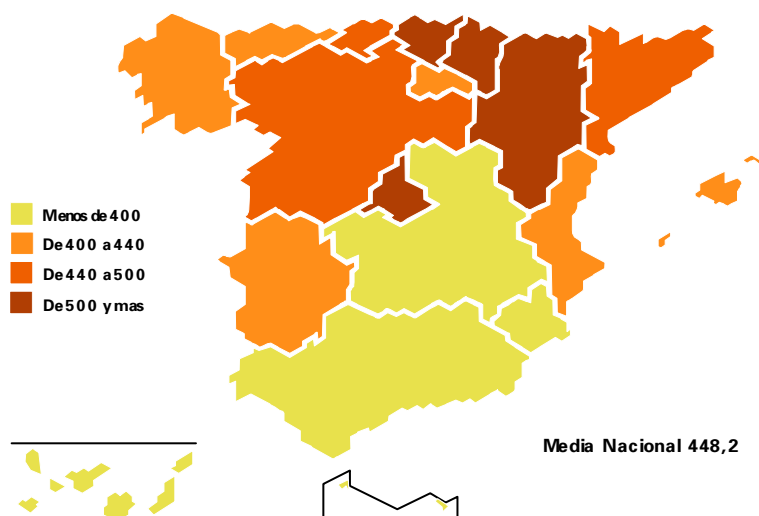 Menos de 400
De 400 a 440
De 440 a 500
De 500 y mas
Media Nacional 448,2